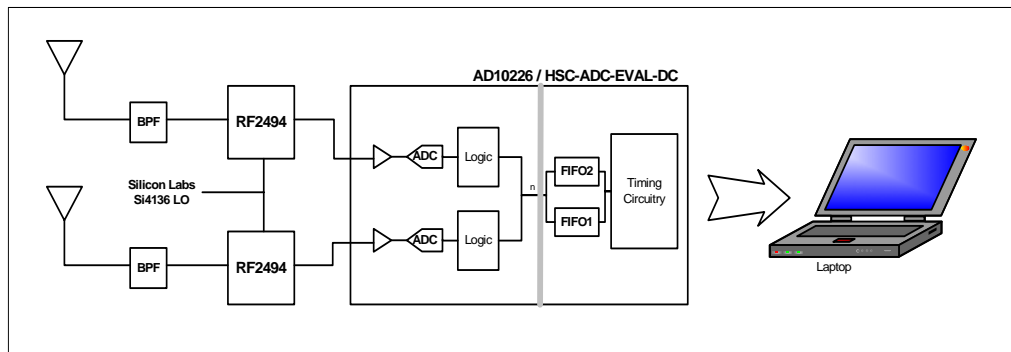 AD10226 / HSC-ADC-EVAL-DC
BPF
RF2494
ADC
Logic
Silicon Labs
Si4136 LO
n
FIFO2
FIFO1
Timing
Circuitry
BPF
RF2494
ADC
Logic
Laptop